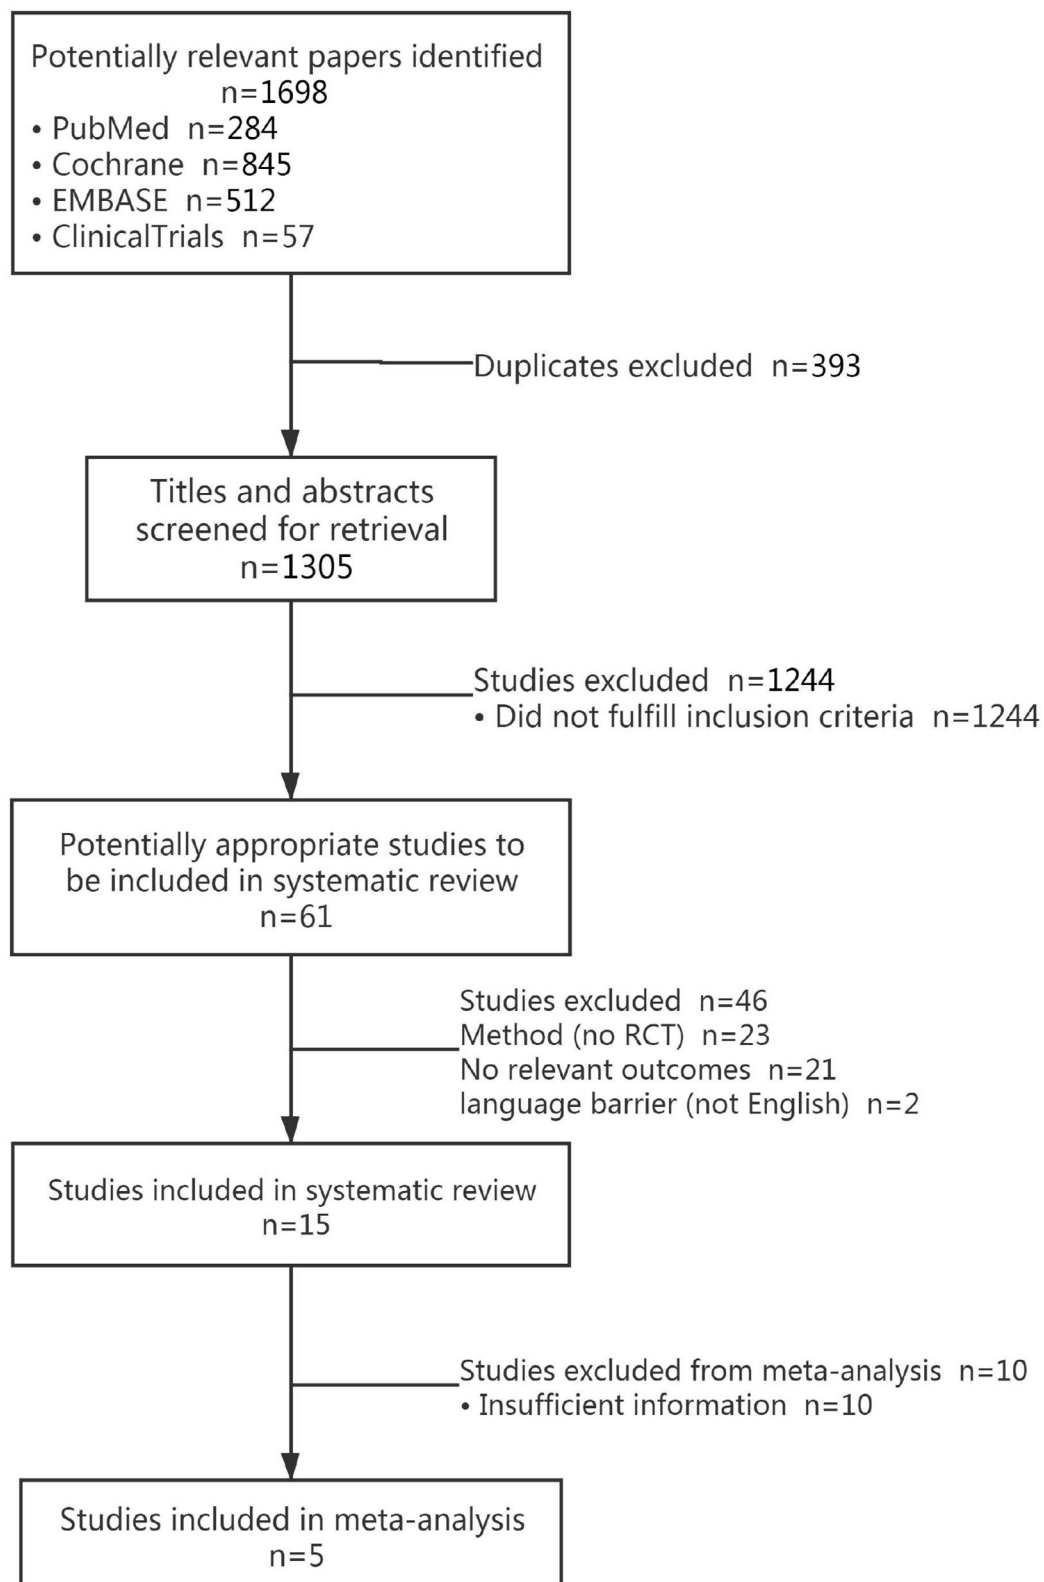 Potentially relevant papers identified
n=1698
• PubMed n=284
• Cochrane n=845
• EMBASE n=512
• ClinicalTrials n=57
Duplicates excluded n=393
Titles and abstracts
screened for retrieval
n=1305
Studies excluded n=1244
• Did not fulfill inclusion criteria n=1244
Potentially appropriate studies to
be included in systematic review
n=61
Studies excluded n=46
Method (no RCT) n=23
No relevant outcomes n=21
language barrier (not English) n=2
Studies included in systematic review
n=15
Studies excluded from meta-analysis n=10
• Insufficient information n=10
Studies included in meta-analysis
n=5